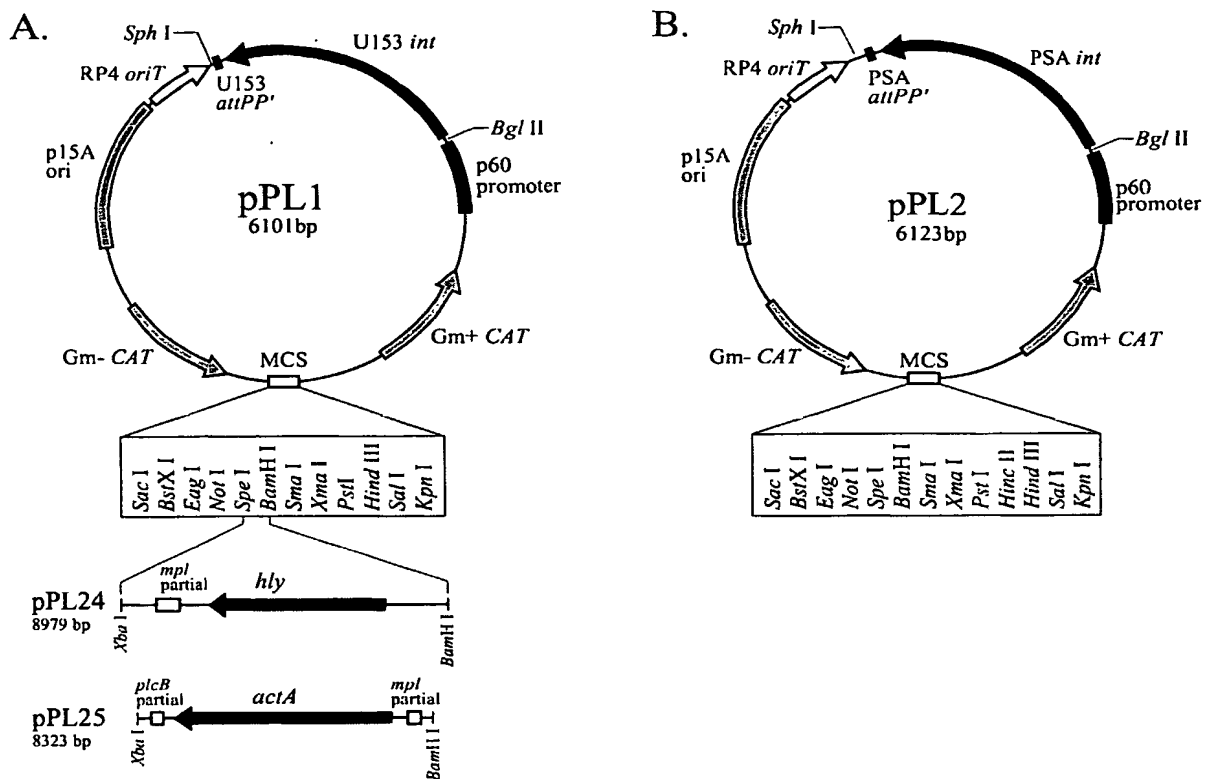 A.
Sph I
U153 int
RP4 oriT
U153
attPP'
Bgl II
p15A
ori
p60
promoter
pPL1
6101bp
Gm- CAT
Gm+ CAT
MCS
Sac I
BstX I
Eag I
Not I
Spe I
BamH I
Sma I
Xma I
PstI
Hind III
Sal I
Kpn I
mpl
partial
hly
pPL24
8979 bp
Xba I
BamH I
plcB
partial
actA
mpl
partial
pPL25
8323 bp
Xba I
BamH I
B.
Sph I
PSA int
RP4 oriT
PSA
attPP'
Bgl II
p15A
ori
p60
promoter
pPL2
6123bp
Gm- CAT
Gm+ CAT
MCS
Sac I
BstX I
Eag I
Not I
Spe I
BamH I
Sma I
Xma I
Pst I
Hinc II
Hind III
Sal I
Kpn I